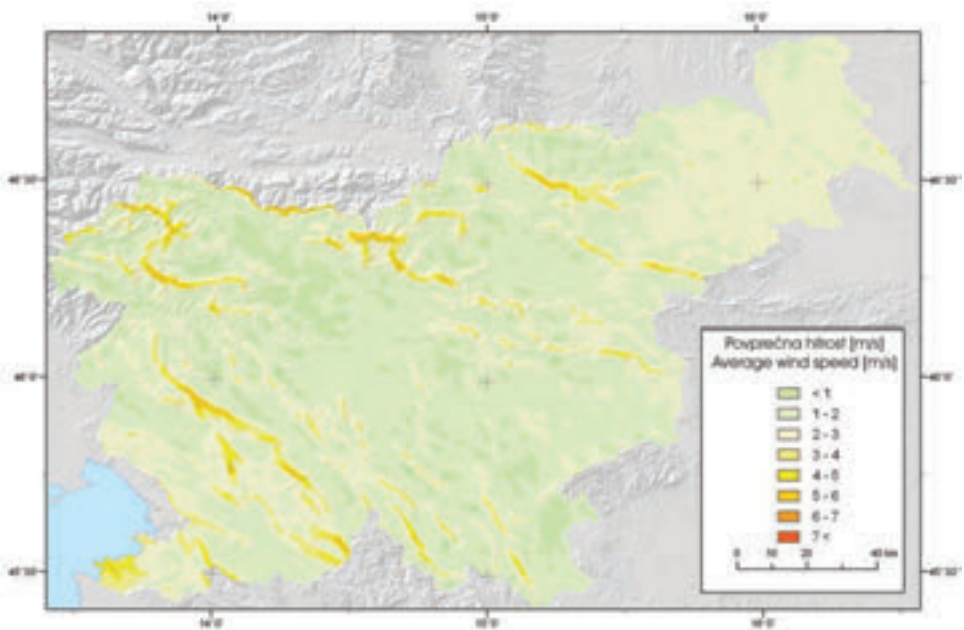 14°0' 15°0' 16°0'
46°30' 46°30'
46°0' 46°0'
45°30' 45°30'
14°0' 15°0' 16°0'
Povprečna hitrost [m/s]
Average wind speed [m/s]
< 1
1 - 2
2 - 3
3 - 4
4 - 5
5 - 6
6 - 7
7 <
0 10 20 40 km